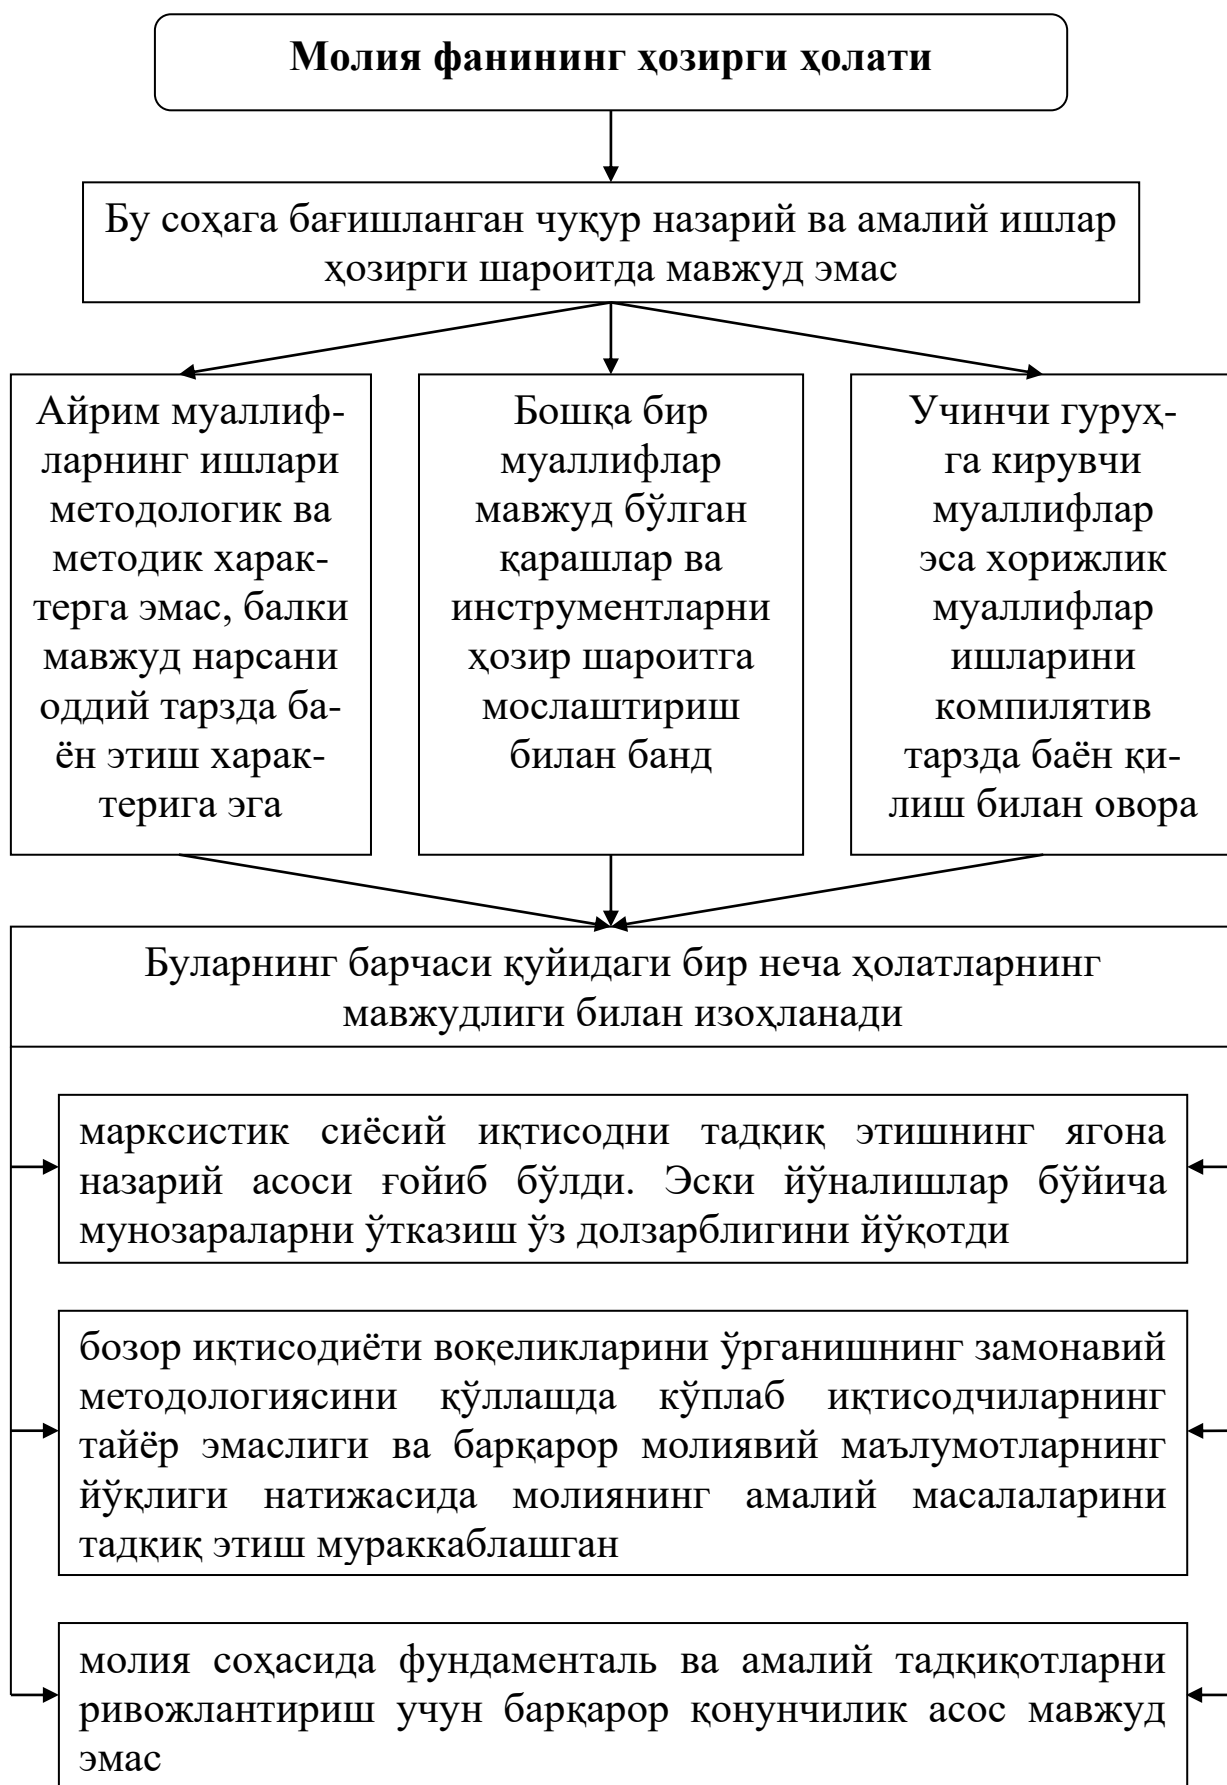 Молия фанининг ҳозирги ҳолати
Бу соҳага бағишланган чуқур назарий ва амалий ишлар
ҳозирги шароитда мавжуд эмас
Айрим муаллиф-
ларнинг ишлари
методологик ва
методик харак-
терга эмас, балки
мавжуд нарсани
оддий тарзда ба-
ён этиш харак-
терига эга
Бошқа бир
муаллифлар
мавжуд бўлган
қарашлар ва
инструментларни
ҳозир шароитга
мослаштириш
билан банд
Учинчи гуруҳ-
га кирувчи
муаллифлар
эса хорижлик
муаллифлар
ишларини
компилятив
тарзда баён қи-
лиш билан овора
Буларнинг барчаси қуйидаги бир неча ҳолатларнинг
мавжудлиги билан изоҳланади
марксистик сиёсий иқтисодни тадқиқ этишнинг ягона
назарий асоси ғойиб бўлди. Эски йўналишлар бўйича
мунозараларни ўтказиш ўз долзарблигини йўқотди
бозор иқтисодиёти воқеликларини ўрганишнинг замонавий
методологиясини қўллашда кўплаб иқтисодчиларнинг
тайёр эмаслиги ва барқарор молиявий маълумотларнинг
йўқлиги натижасида молиянинг амалий масалаларини
тадқиқ этиш мураккаблашган
молия соҳасида фундаменталь ва амалий тадқиқотларни
ривожлантириш учун барқарор қонунчилик асос мавжуд
эмас